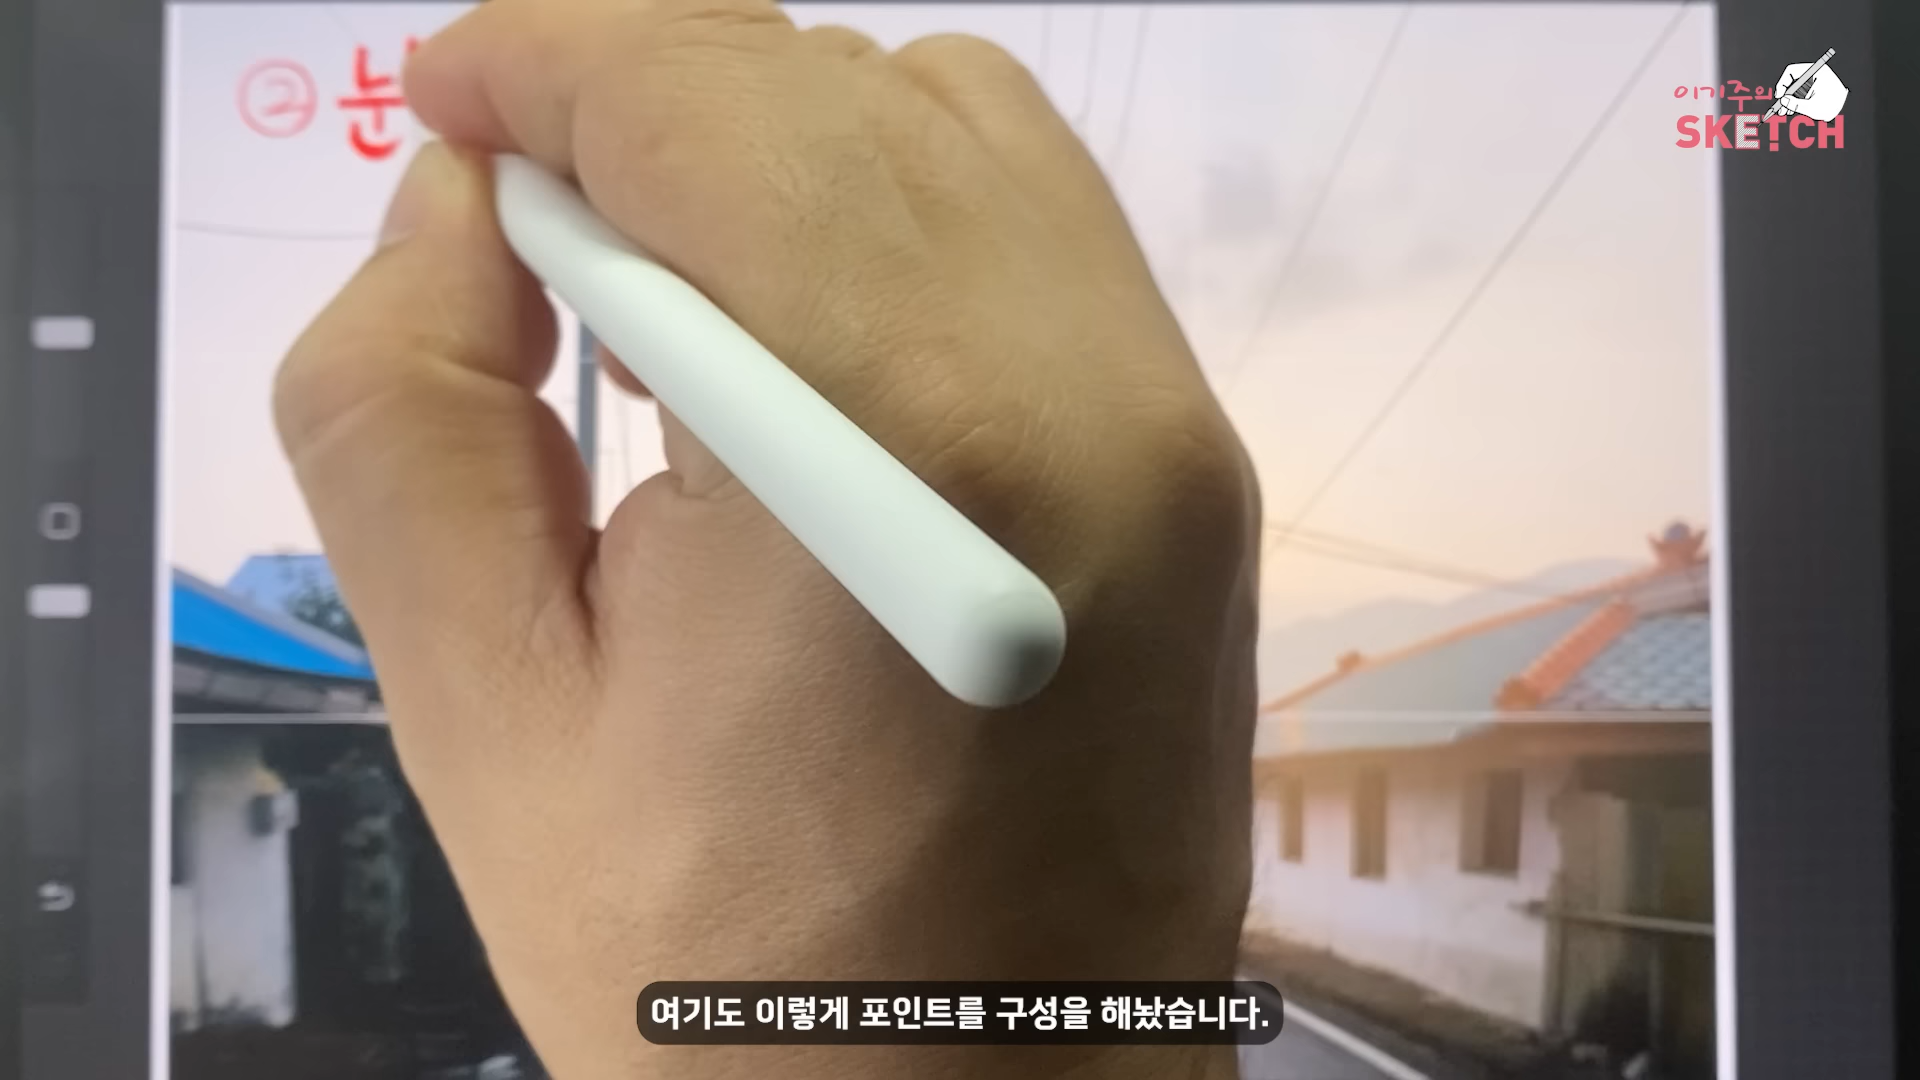 ② 눈
이기주의
SKETCH
여기도 이렇게 포인트를 구성을 해놨습니다.